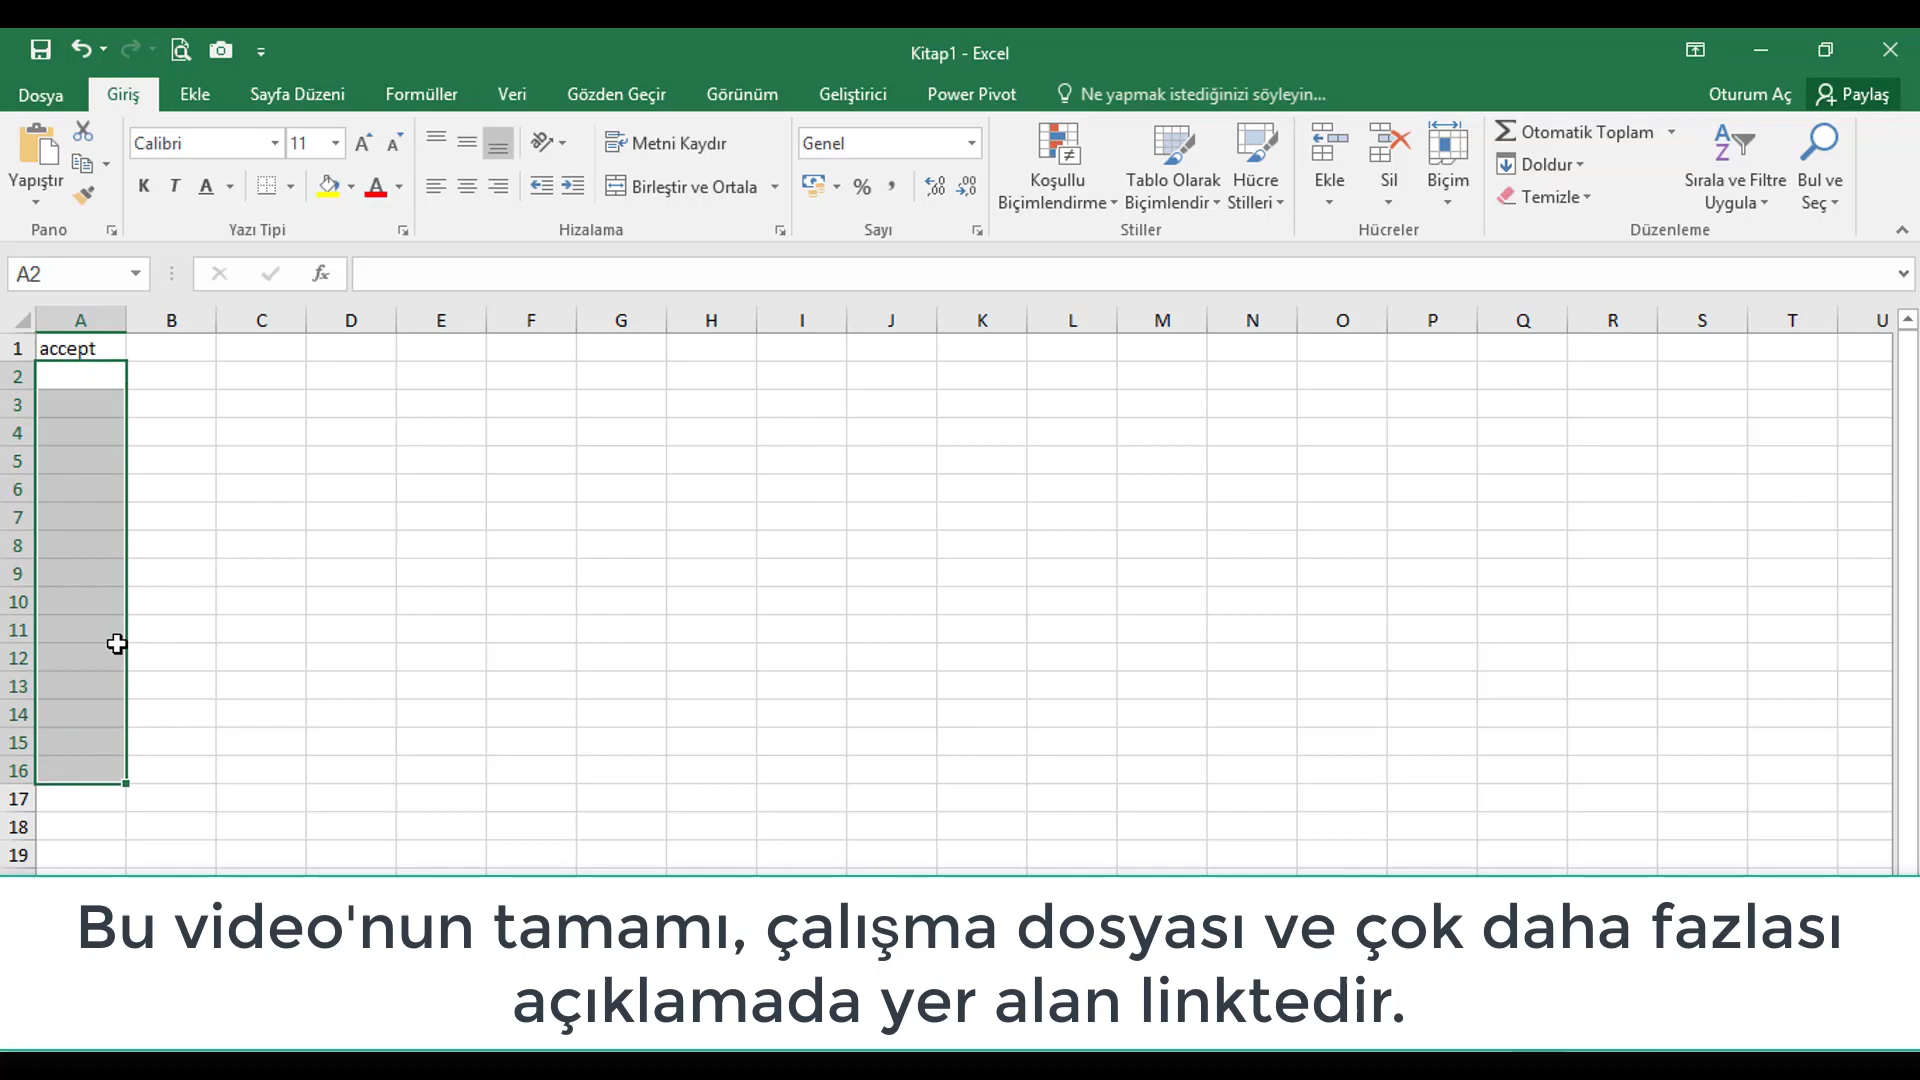 Kitap1 - Excel
Dosya Giriş Ekle Sayfa Düzeni Formüller Veri Gözden Geçir Görünüm Geliştirici Power Pivot Ne yapmak istediğinizi söyleyin... Oturum Aç Paylaş
Yapıştır
Pano
Calibri 11
K T A A
Yazı Tipi
Metni Kaydır
Birleştir ve Ortala
Hizalama
Genel
% ,
Sayı
Koşullu Biçimlendirme
Tablo Olarak Biçimlendir
Hücre Stilleri
Stiller
Ekle Sil Biçim
Hücreler
Otomatik Toplam
Doldur
Temizle
Sırala ve Filtre Uygula
Bul ve Seç
Düzenleme
A2 fx
A B C D E F G H I J K L M N O P Q R S T U
1 accept
2
3
4
5
6
7
8
9
10
11
12
13
14
15
16
17
18
19
Bu video'nun tamamı, çalışma dosyası ve çok daha fazlası
açıklamada yer alan linktedir.